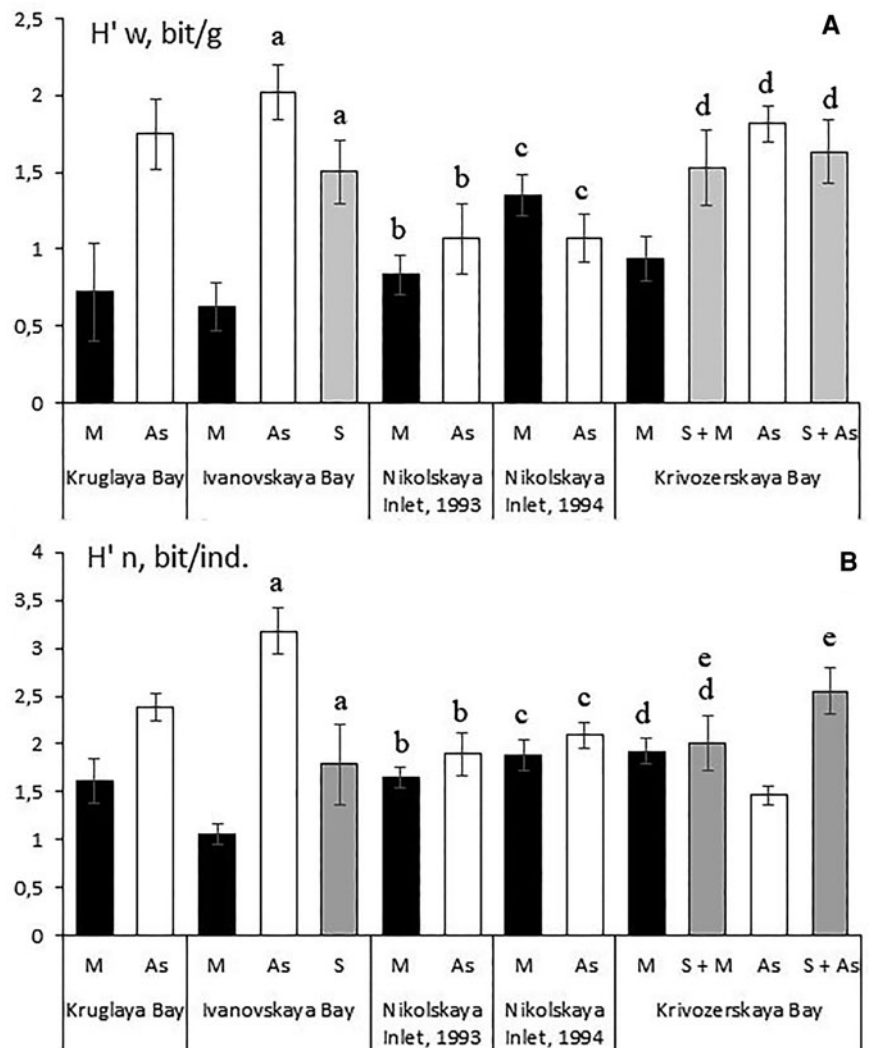 H' w, bit/g
A
2,5
2
1,5
1
0,5
0
a
a
b
b
c
c
d
d
d
M As M As S M As M As M S + M As S + As
Kruglaya Bay Ivanovskaya Bay Nikolskaya Inlet, 1993 Nikolskaya Inlet, 1994 Krivozerskaya Bay
H' n, bit/ind.
B
4
3,5
3
2,5
2
1,5
1
0,5
0
a
a
b
b
c
c
d
e
d
e
M As M As S M As M As M S + M As S + As
Kruglaya Bay Ivanovskaya Bay Nikolskaya Inlet, 1993 Nikolskaya Inlet, 1994 Krivozerskaya Bay